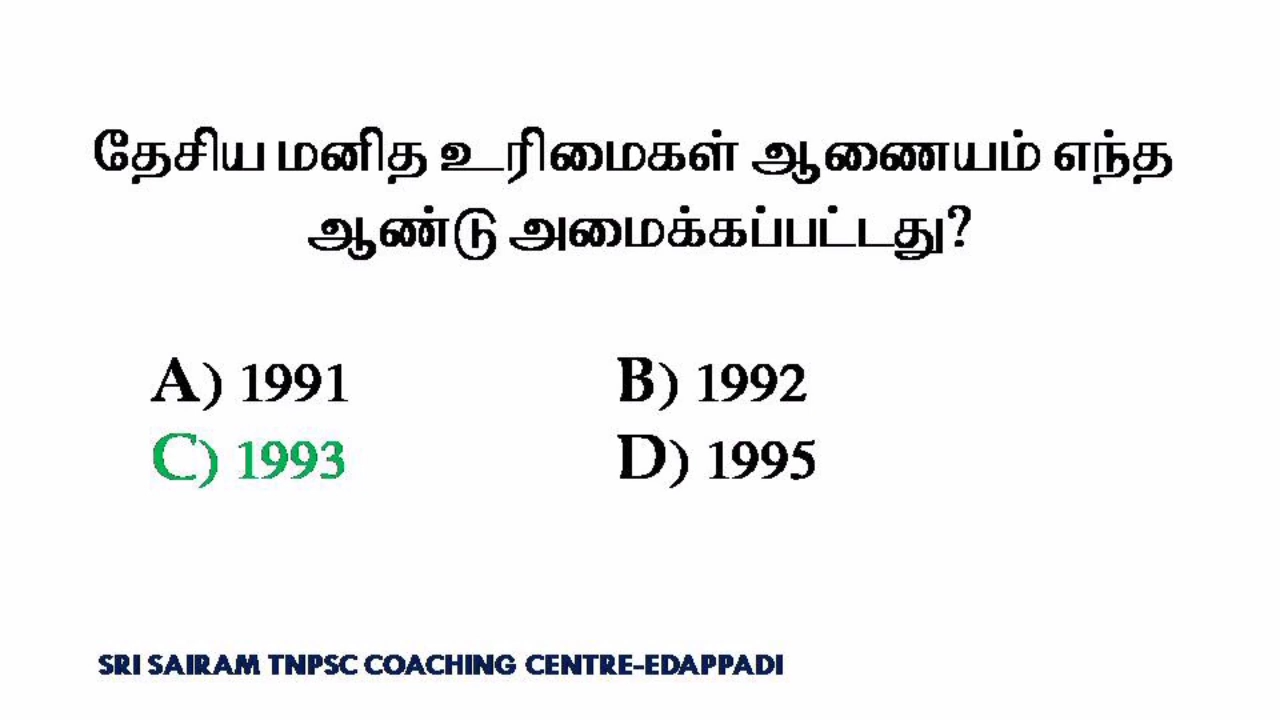 தேசிய மனித உரிமைகள் ஆணையம் எந்த
ஆண்டு அமைக்கப்பட்டது?
A) 1991 B) 1992
C) 1993 D) 1995
SRI SAIRAM TNPSC COACHING CENTRE-EDAPPADI